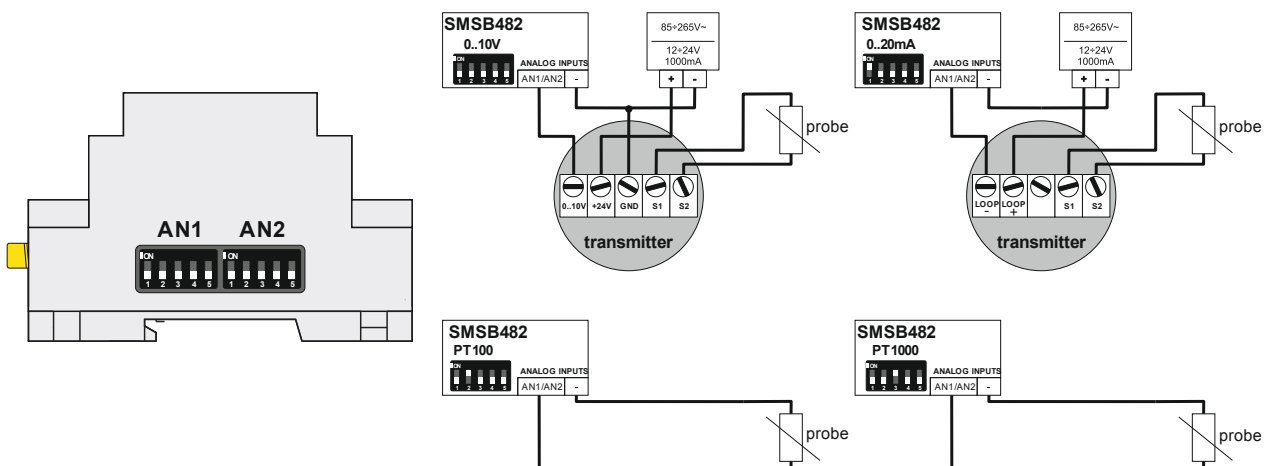 AN1 AN2
ON ON
1 2 3 4 5 1 2 3 4 5
SMSB482
0..10V
ON
1 2 3 4 5
ANALOG INPUTS
AN1/AN2 -
85÷265V~
12÷24V
1000mA
+ -
probe
0..10V +24V GND S1 S2
transmitter
SMSB482
0..20mA
ON
1 2 3 4 5
ANALOG INPUTS
AN1/AN2 -
85÷265V~
12÷24V
1000mA
+ -
probe
LOOP LOOP S1 S2
- +
transmitter
SMSB482
PT100
ON
1 2 3 4 5
ANALOG INPUTS
AN1/AN2 -
probe
SMSB482
PT1000
ON
1 2 3 4 5
ANALOG INPUTS
AN1/AN2 -
probe